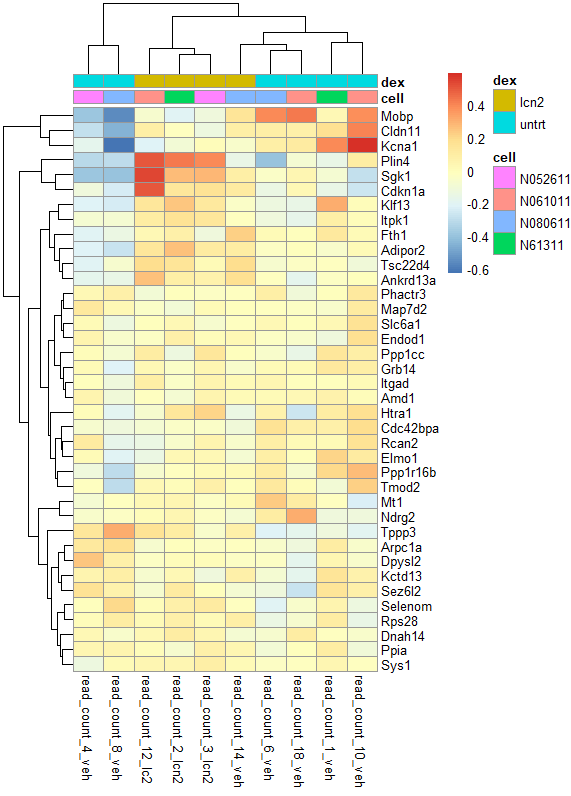 dex
cell
Mobp
Cldn11
Kcna1
Plin4
Sgk1
Cdkn1a
Klf13
Itpk1
Fth1
Adipor2
Tsc22d4
Ankrd13a
Phactr3
Map7d2
Slc6a1
Endod1
Ppp1cc
Grb14
Itgad
Amd1
Htra1
Cdc42bpa
Rcan2
Elmo1
Ppp1r16b
Tmod2
Mt1
Ndrg2
Tppp3
Arpc1a
Dpysl2
Kctd13
Sez6l2
Selenom
Rps28
Dnah14
Ppia
Sys1
read_count_4_veh
read_count_8_veh
read_count_12_lc2
read_count_2_lcn2
read_count_3_lcn2
read_count_14_veh
read_count_6_veh
read_count_18_veh
read_count_1_veh
read_count_10_veh
0.4
0.2
0
-0.2
-0.4
-0.6
dex
lcn2
untrt
cell
N052611
N061011
N080611
N61311